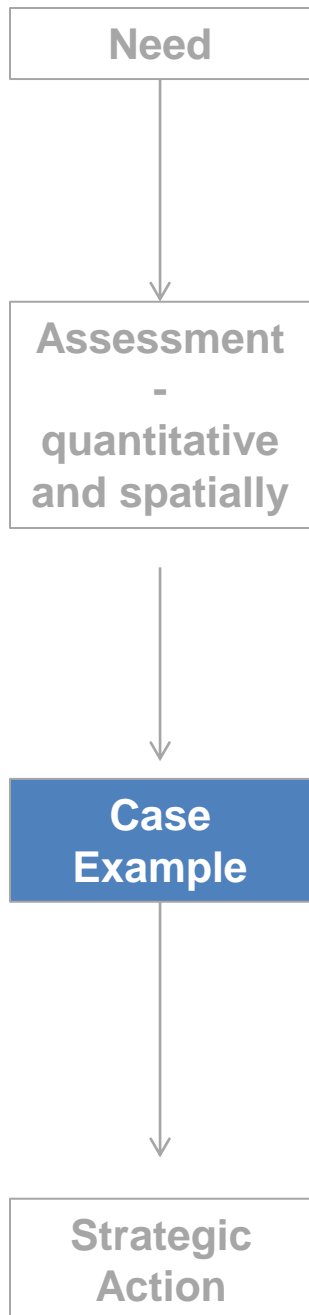 Need
Assessment
-
quantitative
and spatially
Case
Example
Strategic
Action